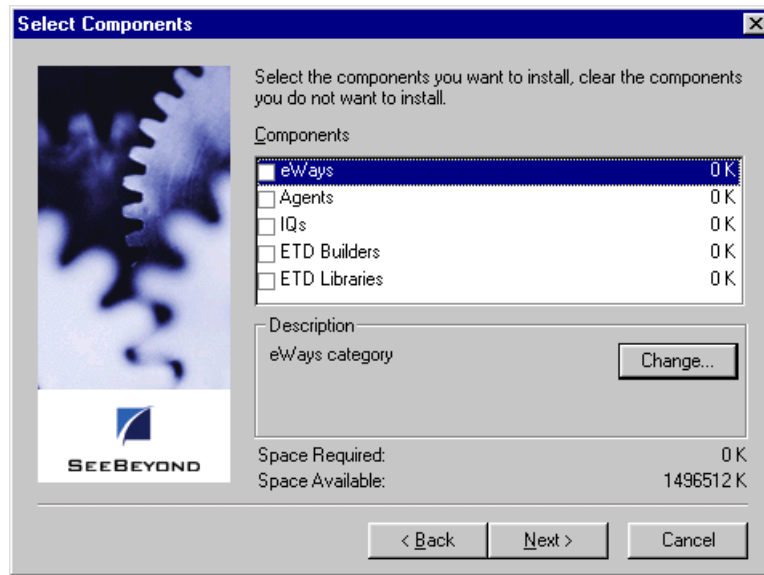 Select Components
Select the components you want to install, clear the components
you do not want to install.
Components
eWays 0 K
Agents 0 K
IQs 0 K
ETD Builders 0 K
ETD Libraries 0 K
Description
eWays category
Change...
SEEBEYOND
Space Required: 0 K
Space Available: 1496512 K
< Back Next > Cancel